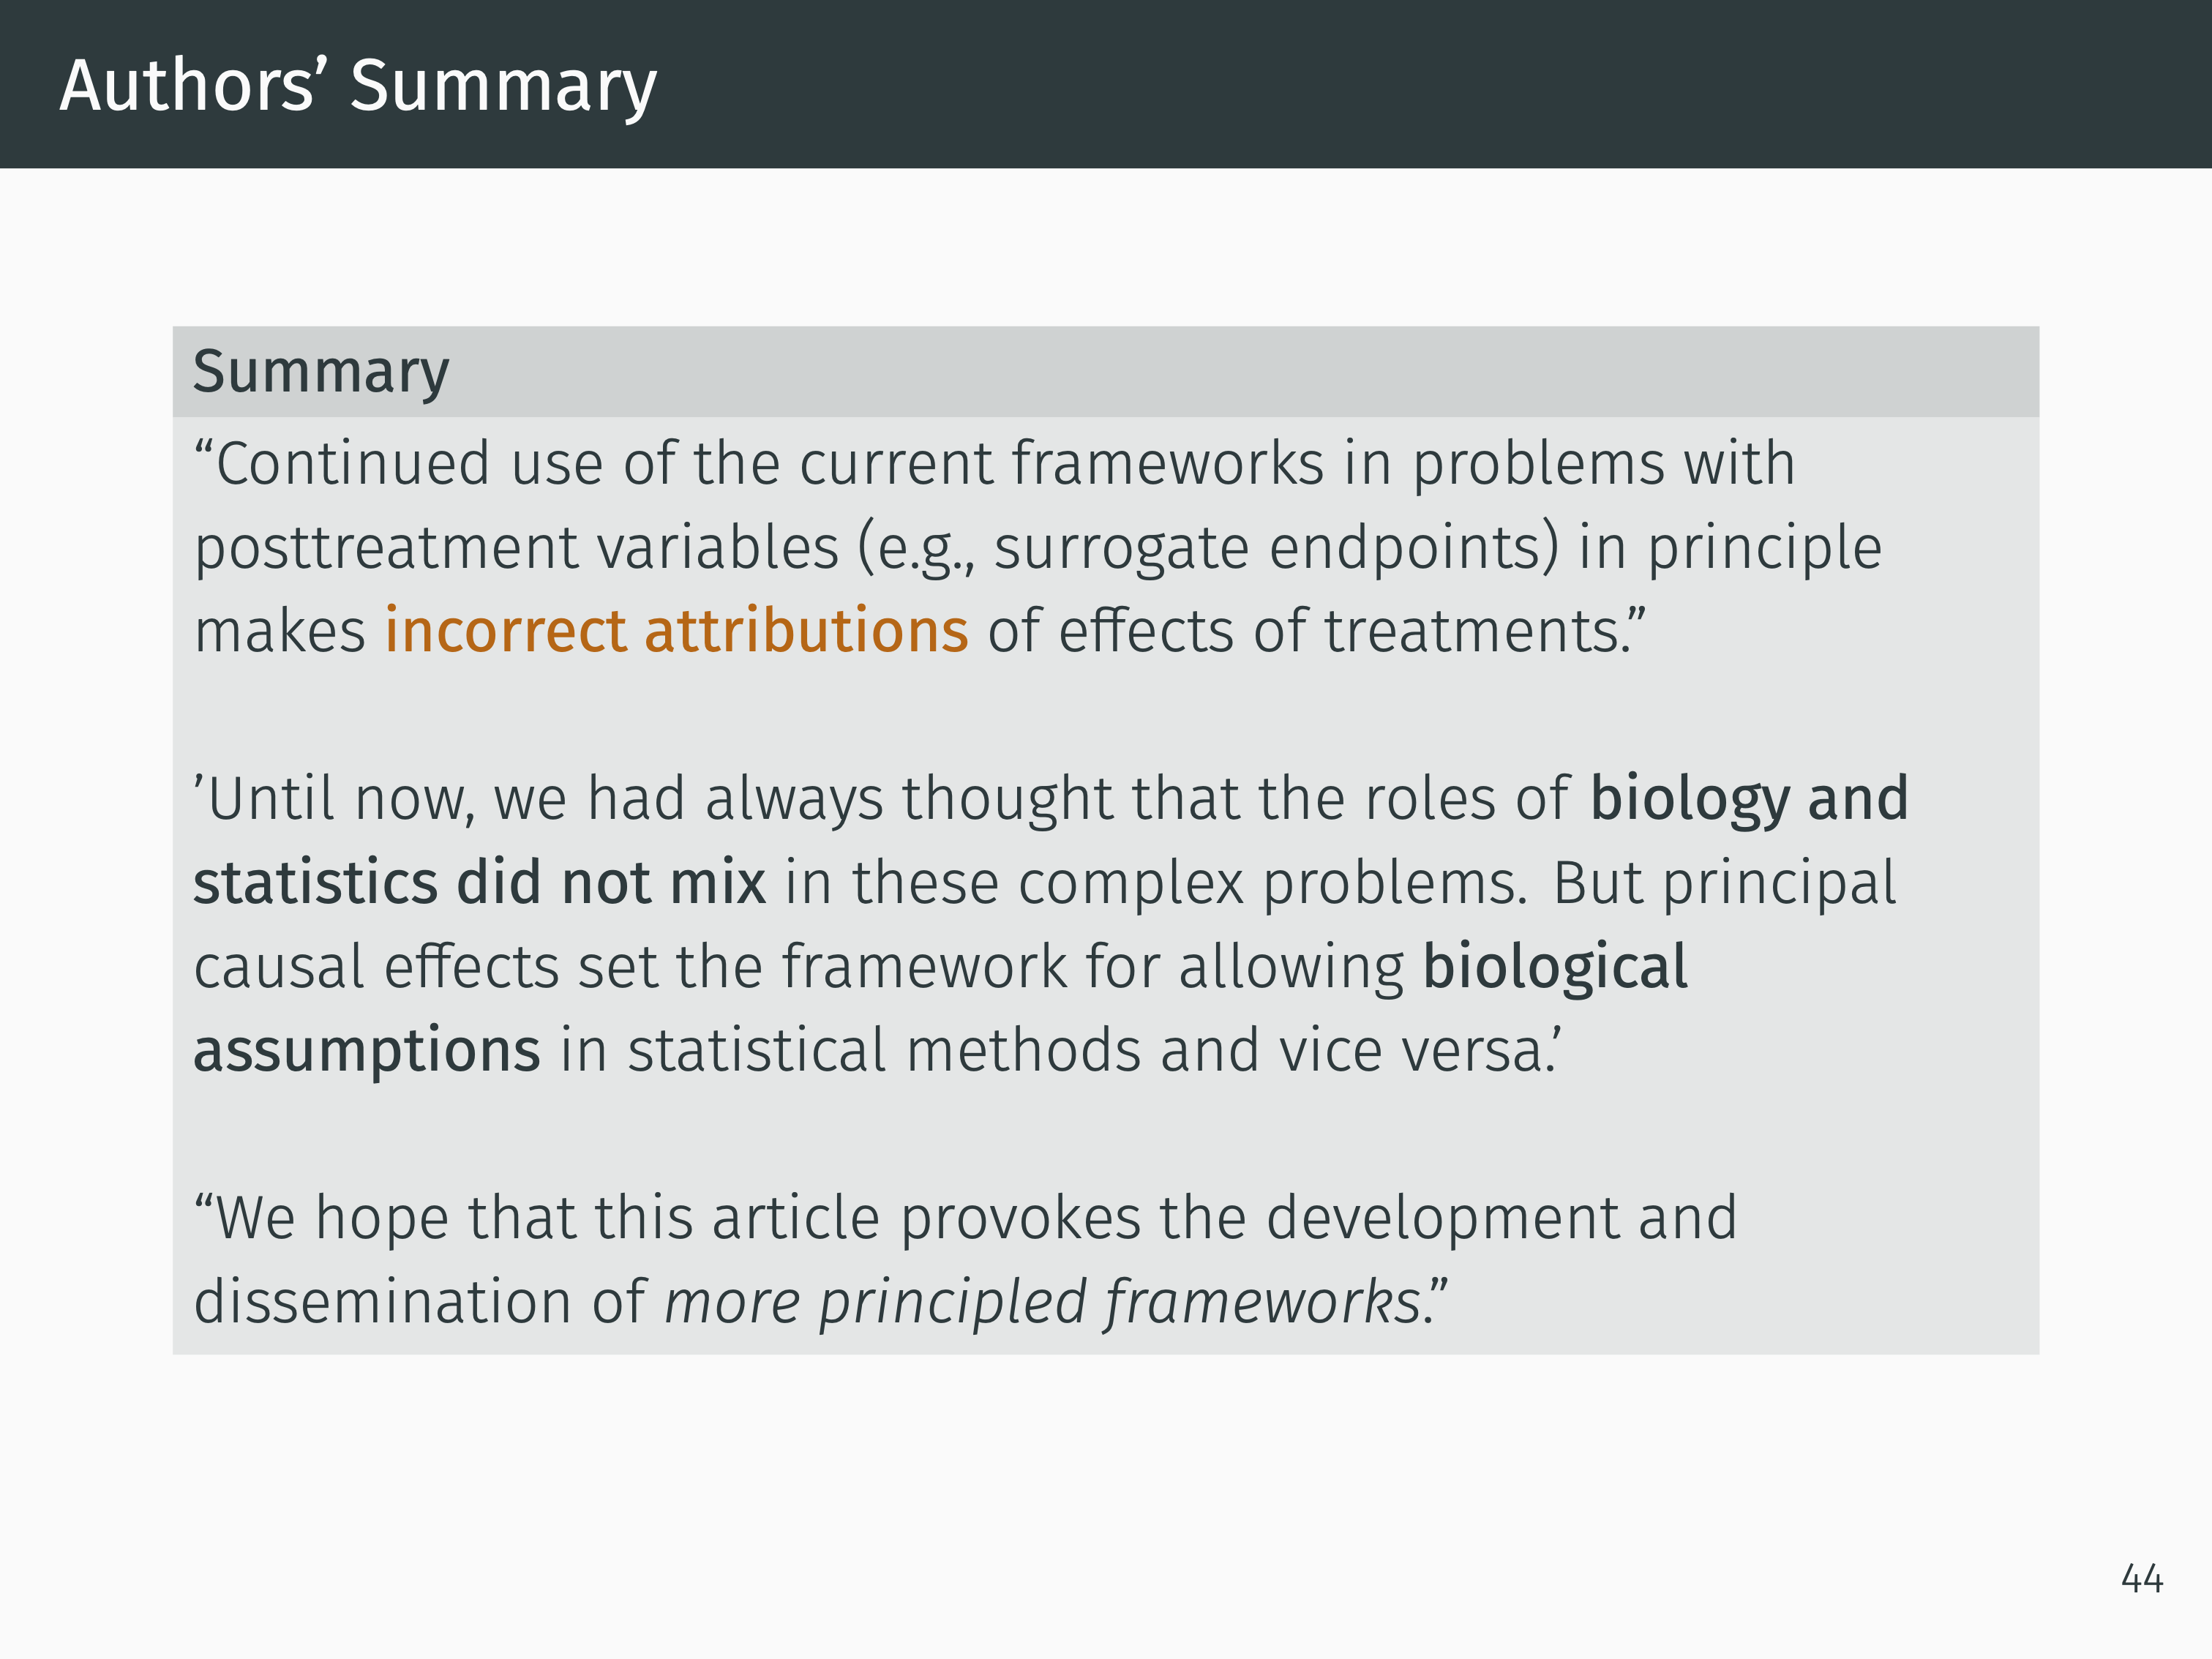 Authors’ Summary
Summary
“Continued use of the current frameworks in problems with
posttreatment variables (e.g., surrogate endpoints) in principle
makes incorrect attributions of effects of treatments.”
’Until now, we had always thought that the roles of biology and
statistics did not mix in these complex problems. But principal
causal effects set the framework for allowing biological
assumptions in statistical methods and vice versa.’
“We hope that this article provokes the development and
dissemination of more principled frameworks.”
44